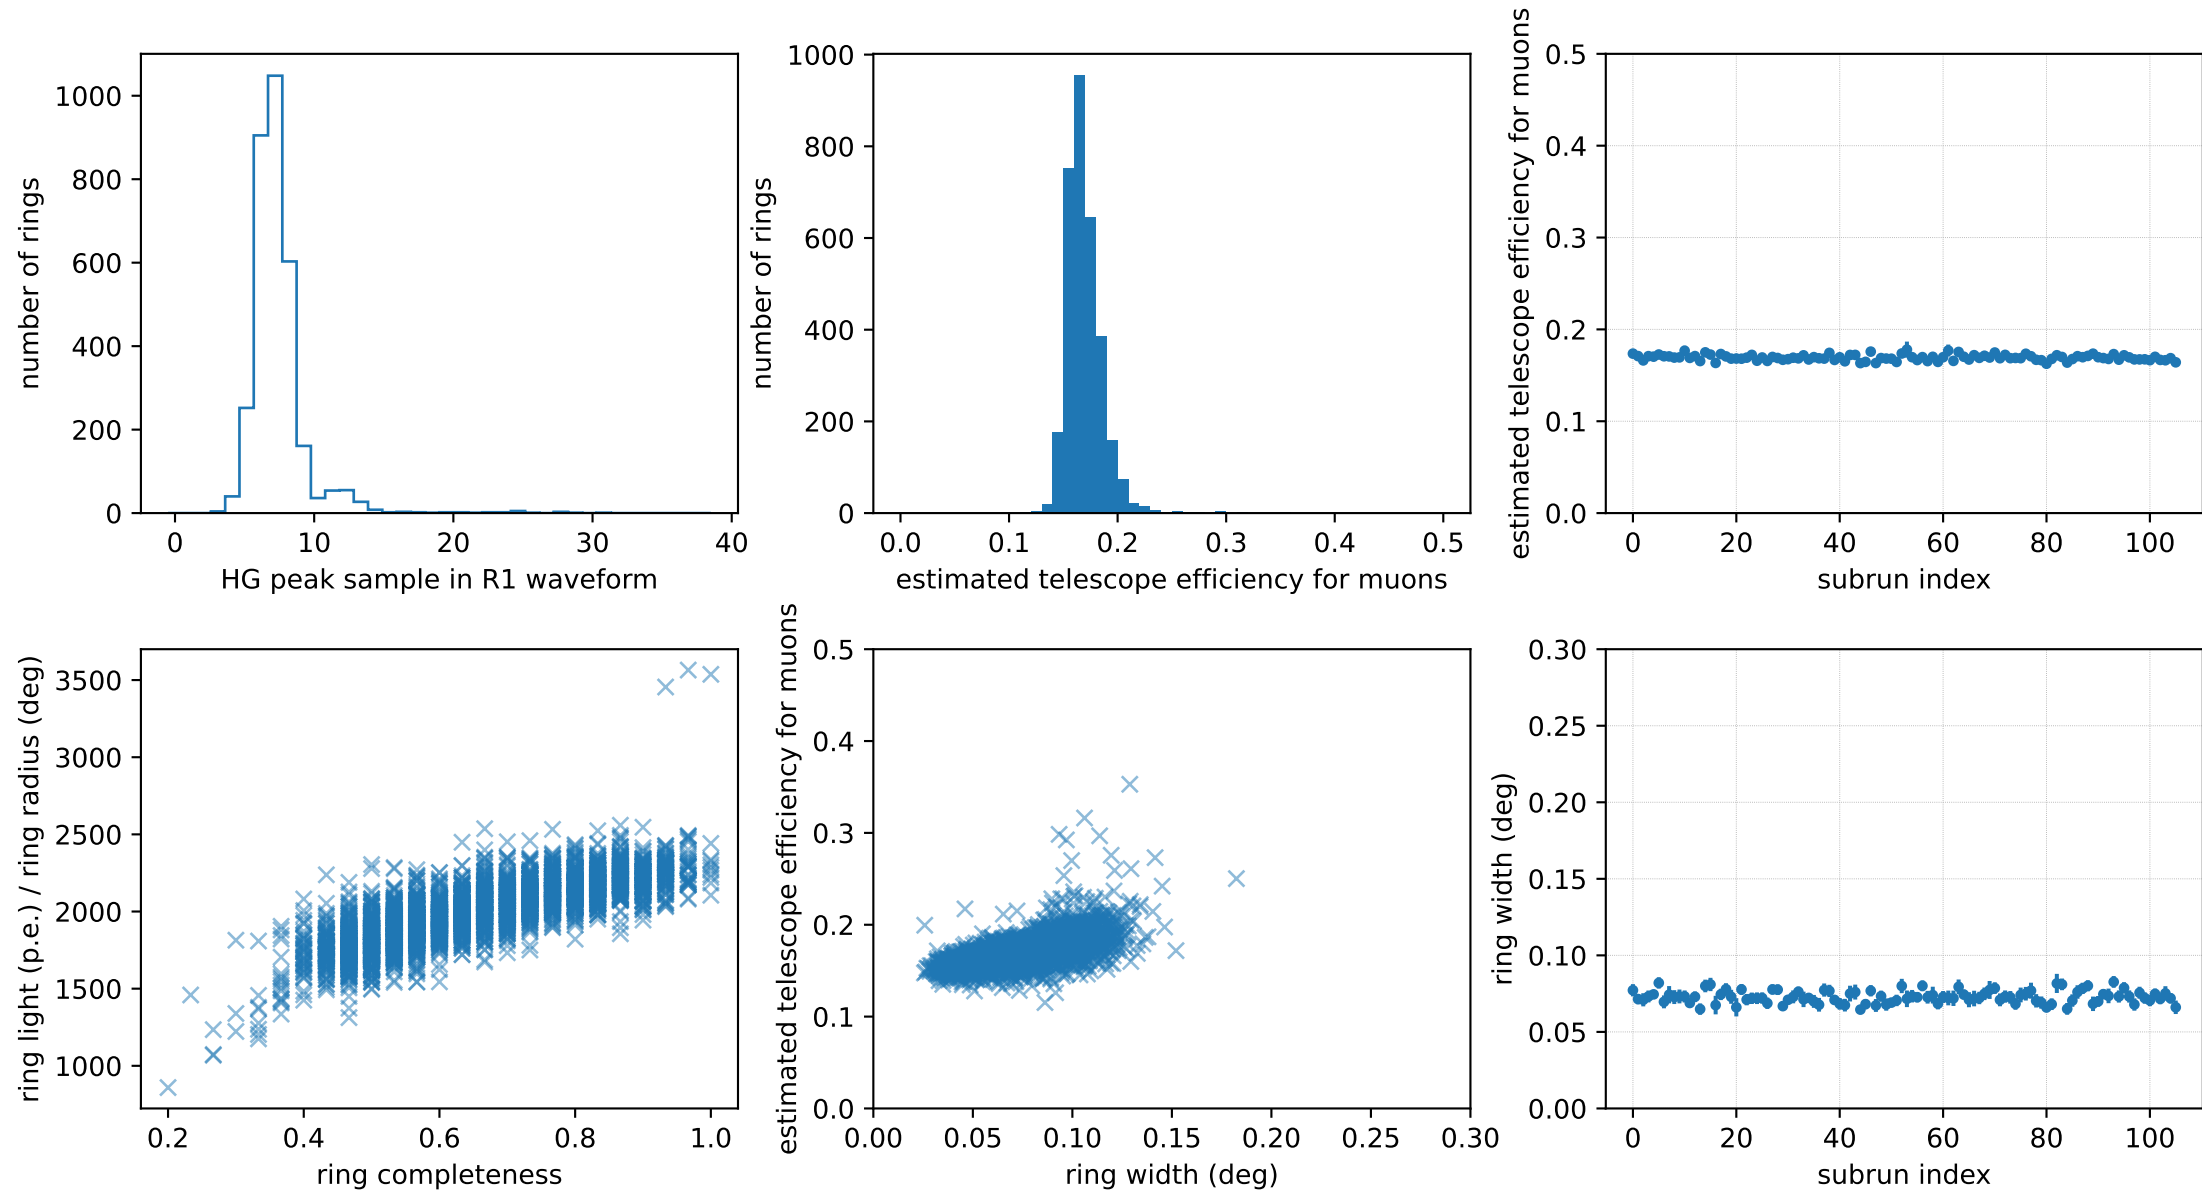 number of rings
1000
800
600
400
200
0
0 10 20 30 40
HG peak sample in R1 waveform
number of rings
1000
800
600
400
200
0
0.0 0.1 0.2 0.3 0.4 0.5
estimated telescope efficiency for muons
estimated telescope efficiency for muons
0.5
0.4
0.3
0.2
0.1
0.0
0 20 40 60 80 100
subrun index
ring light (p.e.) / ring radius (deg)
3500
3000
2500
2000
1500
1000
0.2 0.4 0.6 0.8 1.0
ring completeness
estimated telescope efficiency for muons
0.5
0.4
0.3
0.2
0.1
0.0
0.00 0.05 0.10 0.15 0.20 0.25 0.30
ring width (deg)
ring width (deg)
0.30
0.25
0.20
0.15
0.10
0.05
0.00
0 20 40 60 80 100
subrun index